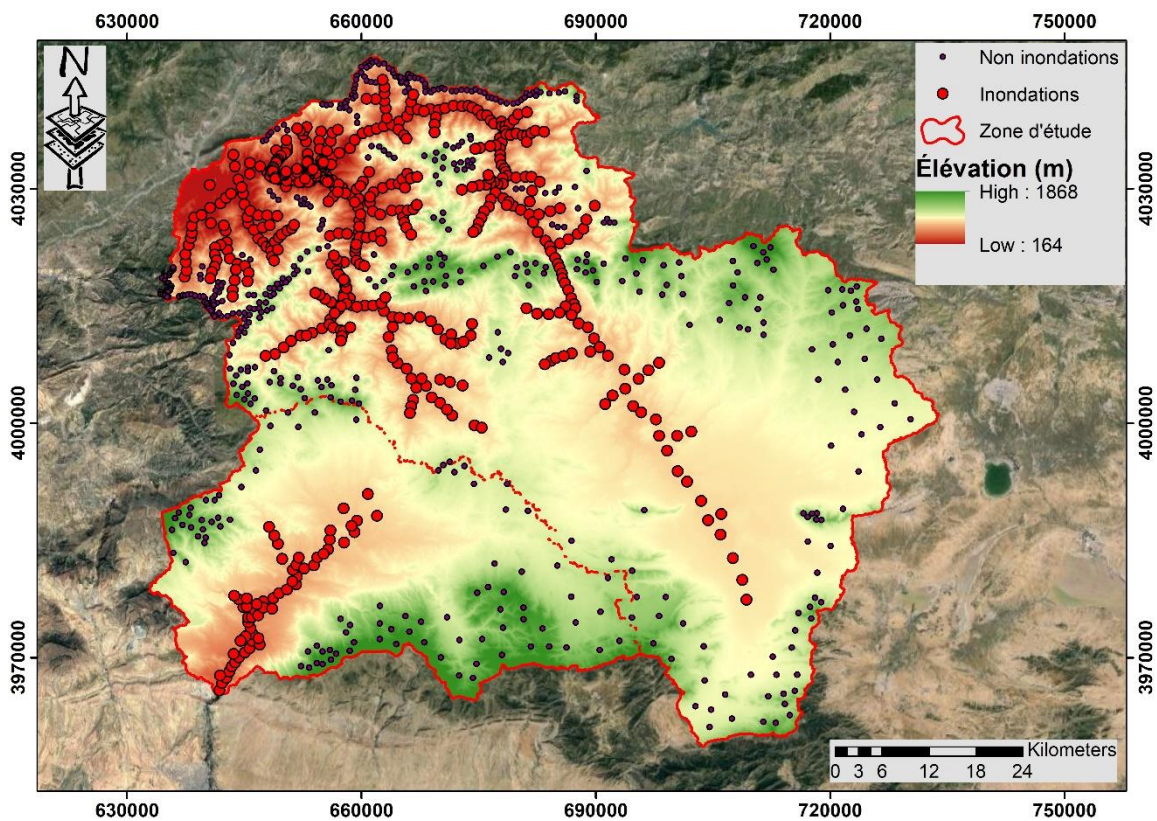 630000 660000 690000 720000 750000
N
Non inondations
Inondations
Zone d'étude
Élévation (m)
High : 1868
Low : 164
4030000 4030000
4000000 4000000
3970000 3970000
Kilometers
0 3 6 12 18 24
630000 660000 690000 720000 750000